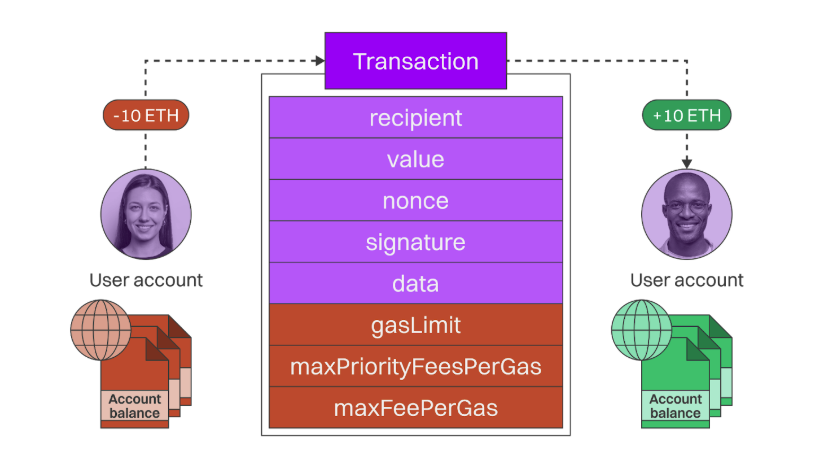 Transaction
-10 ETH
+10 ETH
recipient
value
nonce
signature
data
gasLimit
maxPriorityFeesPerGas
maxFeePerGas
User account
User account
Account
balance
Account
balance